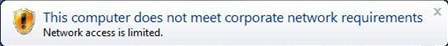 This computer does not meet corporate network requirements
Network access is limited.